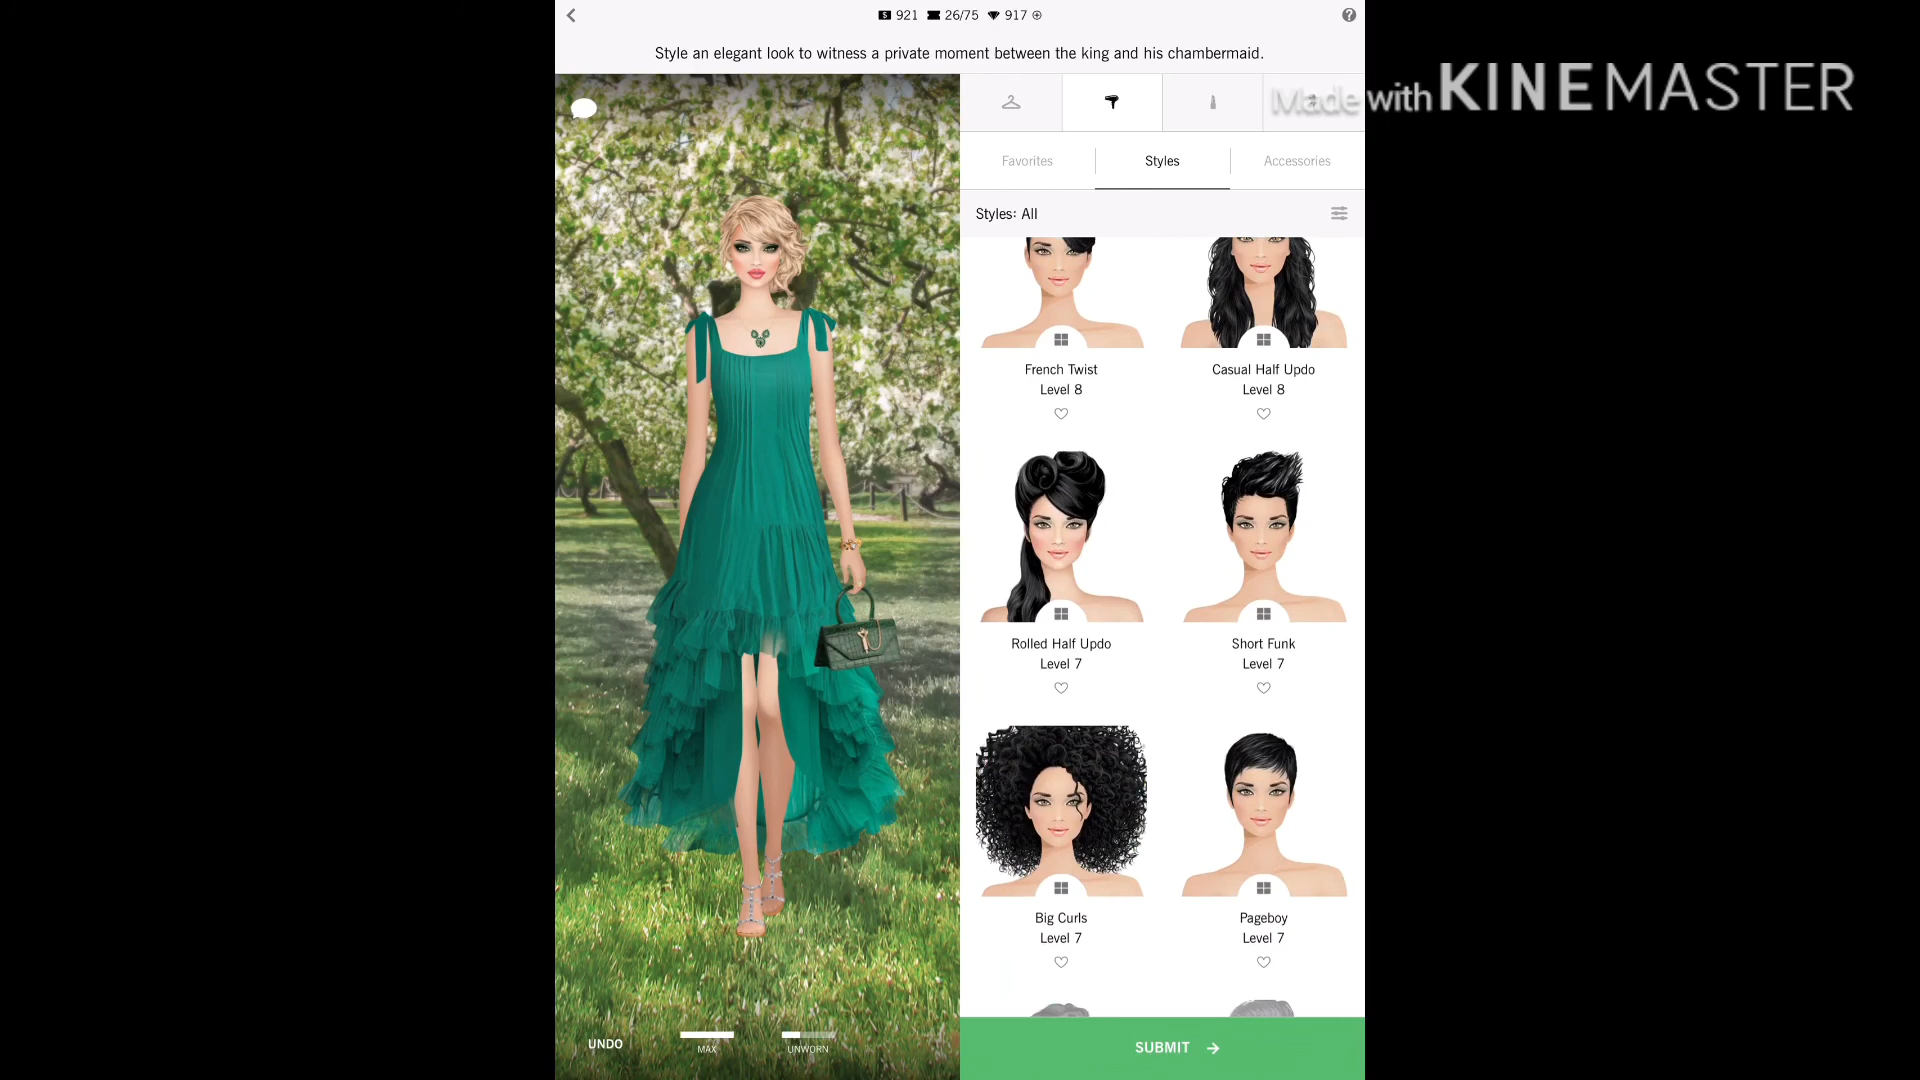 921 26/75 917
Style an elegant look to witness a private moment between the king and his chambermaid.
Made with KINEMASTER
Favorites Styles Accessories
Styles: All
French Twist Casual Half Updo
Level 8 Level 8
Rolled Half Updo Short Funk
Level 7 Level 7
Big Curls Pageboy
Level 7 Level 7
UNDO MAX UNWORN SUBMIT